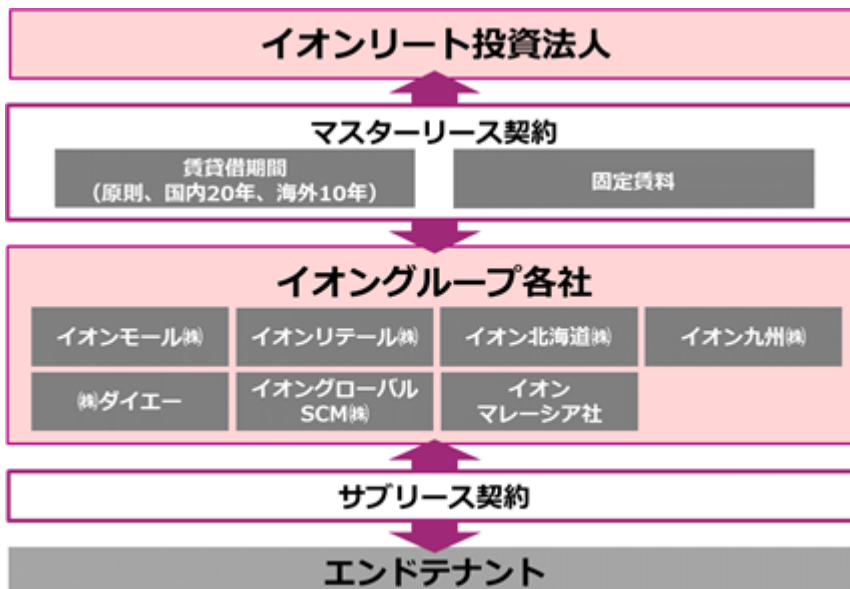 イオンリート投資法人
マスターリース契約
賃貸借期間
（原則、国内20年、海外10年）
固定賃料
イオングループ各社
イオンモール㈱
イオンリテール㈱
イオン北海道㈱
イオン九州㈱
㈱ダイエー
イオングローバル
SCM㈱
イオン
マレーシア社
サブリース契約
エンドテナント